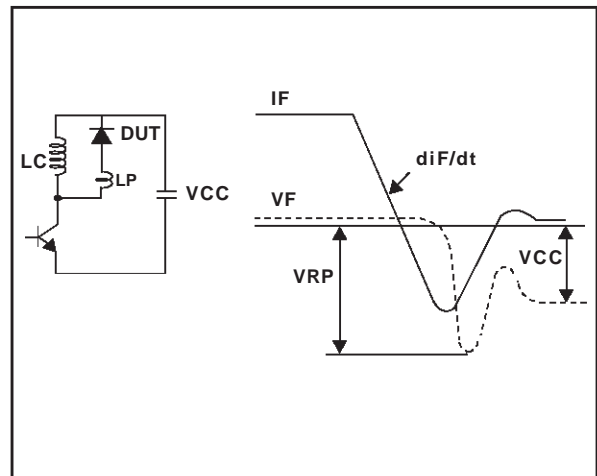 DUT
LC
LP
VCC
IF
diF/dt
VF
VRP
VCC